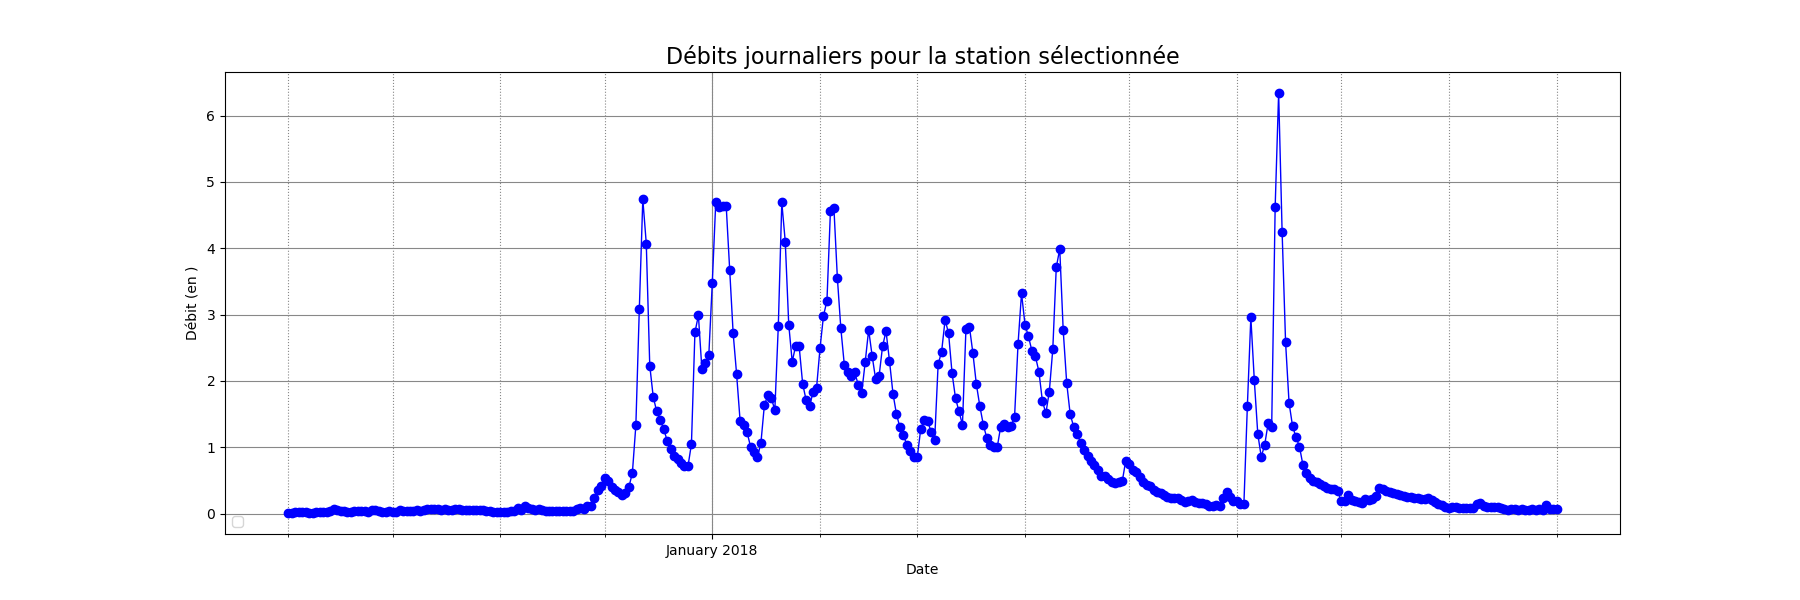 Débits journaliers pour la station sélectionnée
6
5
4
3
2
1
0
Débit (en )
January 2018
Date